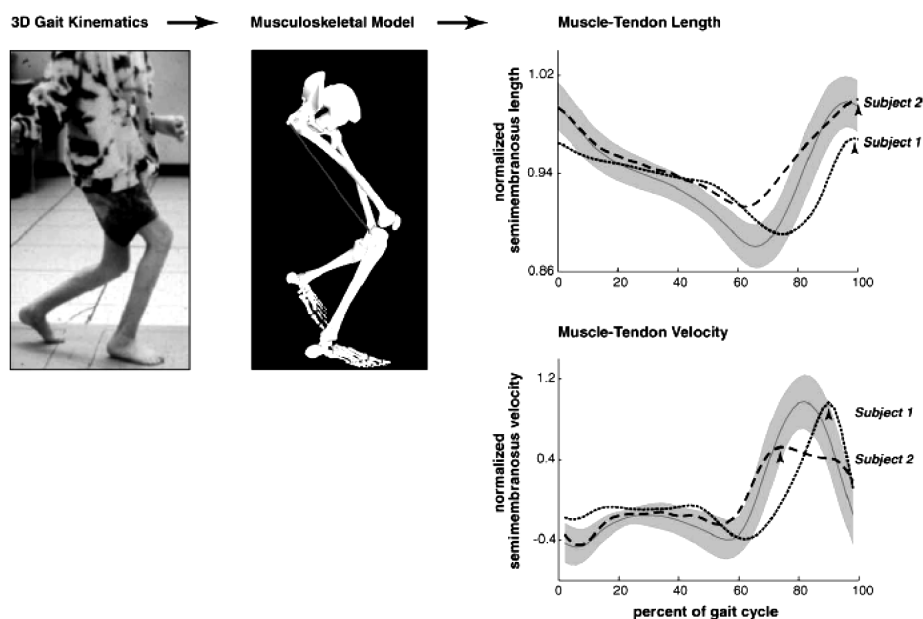 3D Gait Kinematics
Musculoskeletal Model
Muscle-Tendon Length
normalized
semimembranosus length
1.02
0.94
0.86
0 20 40 60 80 100
Subject 2
Subject 1
Muscle-Tendon Velocity
normalized
semimembranosus velocity
1.2
0.4
-0.4
0 20 40 60 80 100
Subject 1
Subject 2
percent of gait cycle